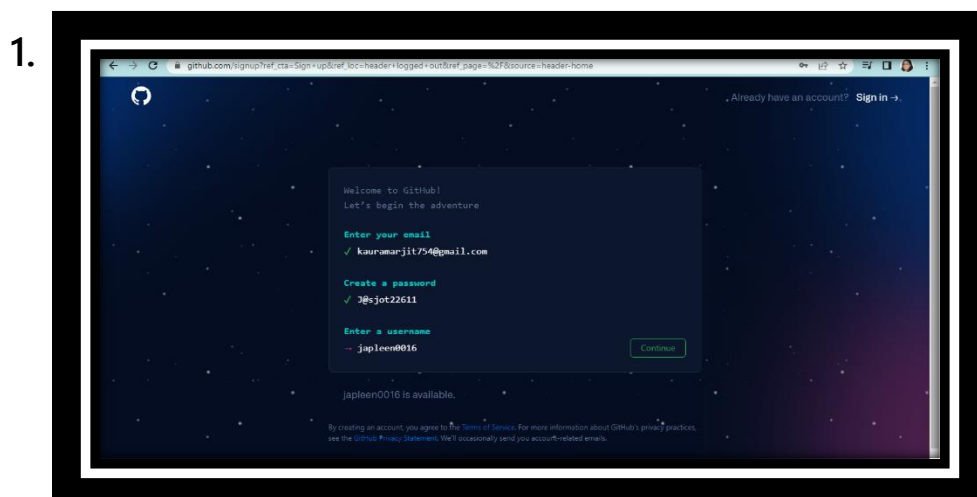 1.
github.com/signup?ref_cta=Sign+up&ref_loc=header+logged+out&ref_page=%2F&source=header-home
Already have an account? Sign in →
Welcome to GitHub!
Let's begin the adventure
Enter your email
✓ kauramarjit754@gmail.com
Create a password
✓ J@sjot22611
Enter a username
→ japleen0016
Continue
japleen0016 is available.
By creating an account, you agree to the Terms of Service. For more information about GitHub's privacy practices,
see the GitHub Privacy Statement. We'll occasionally send you account-related emails.